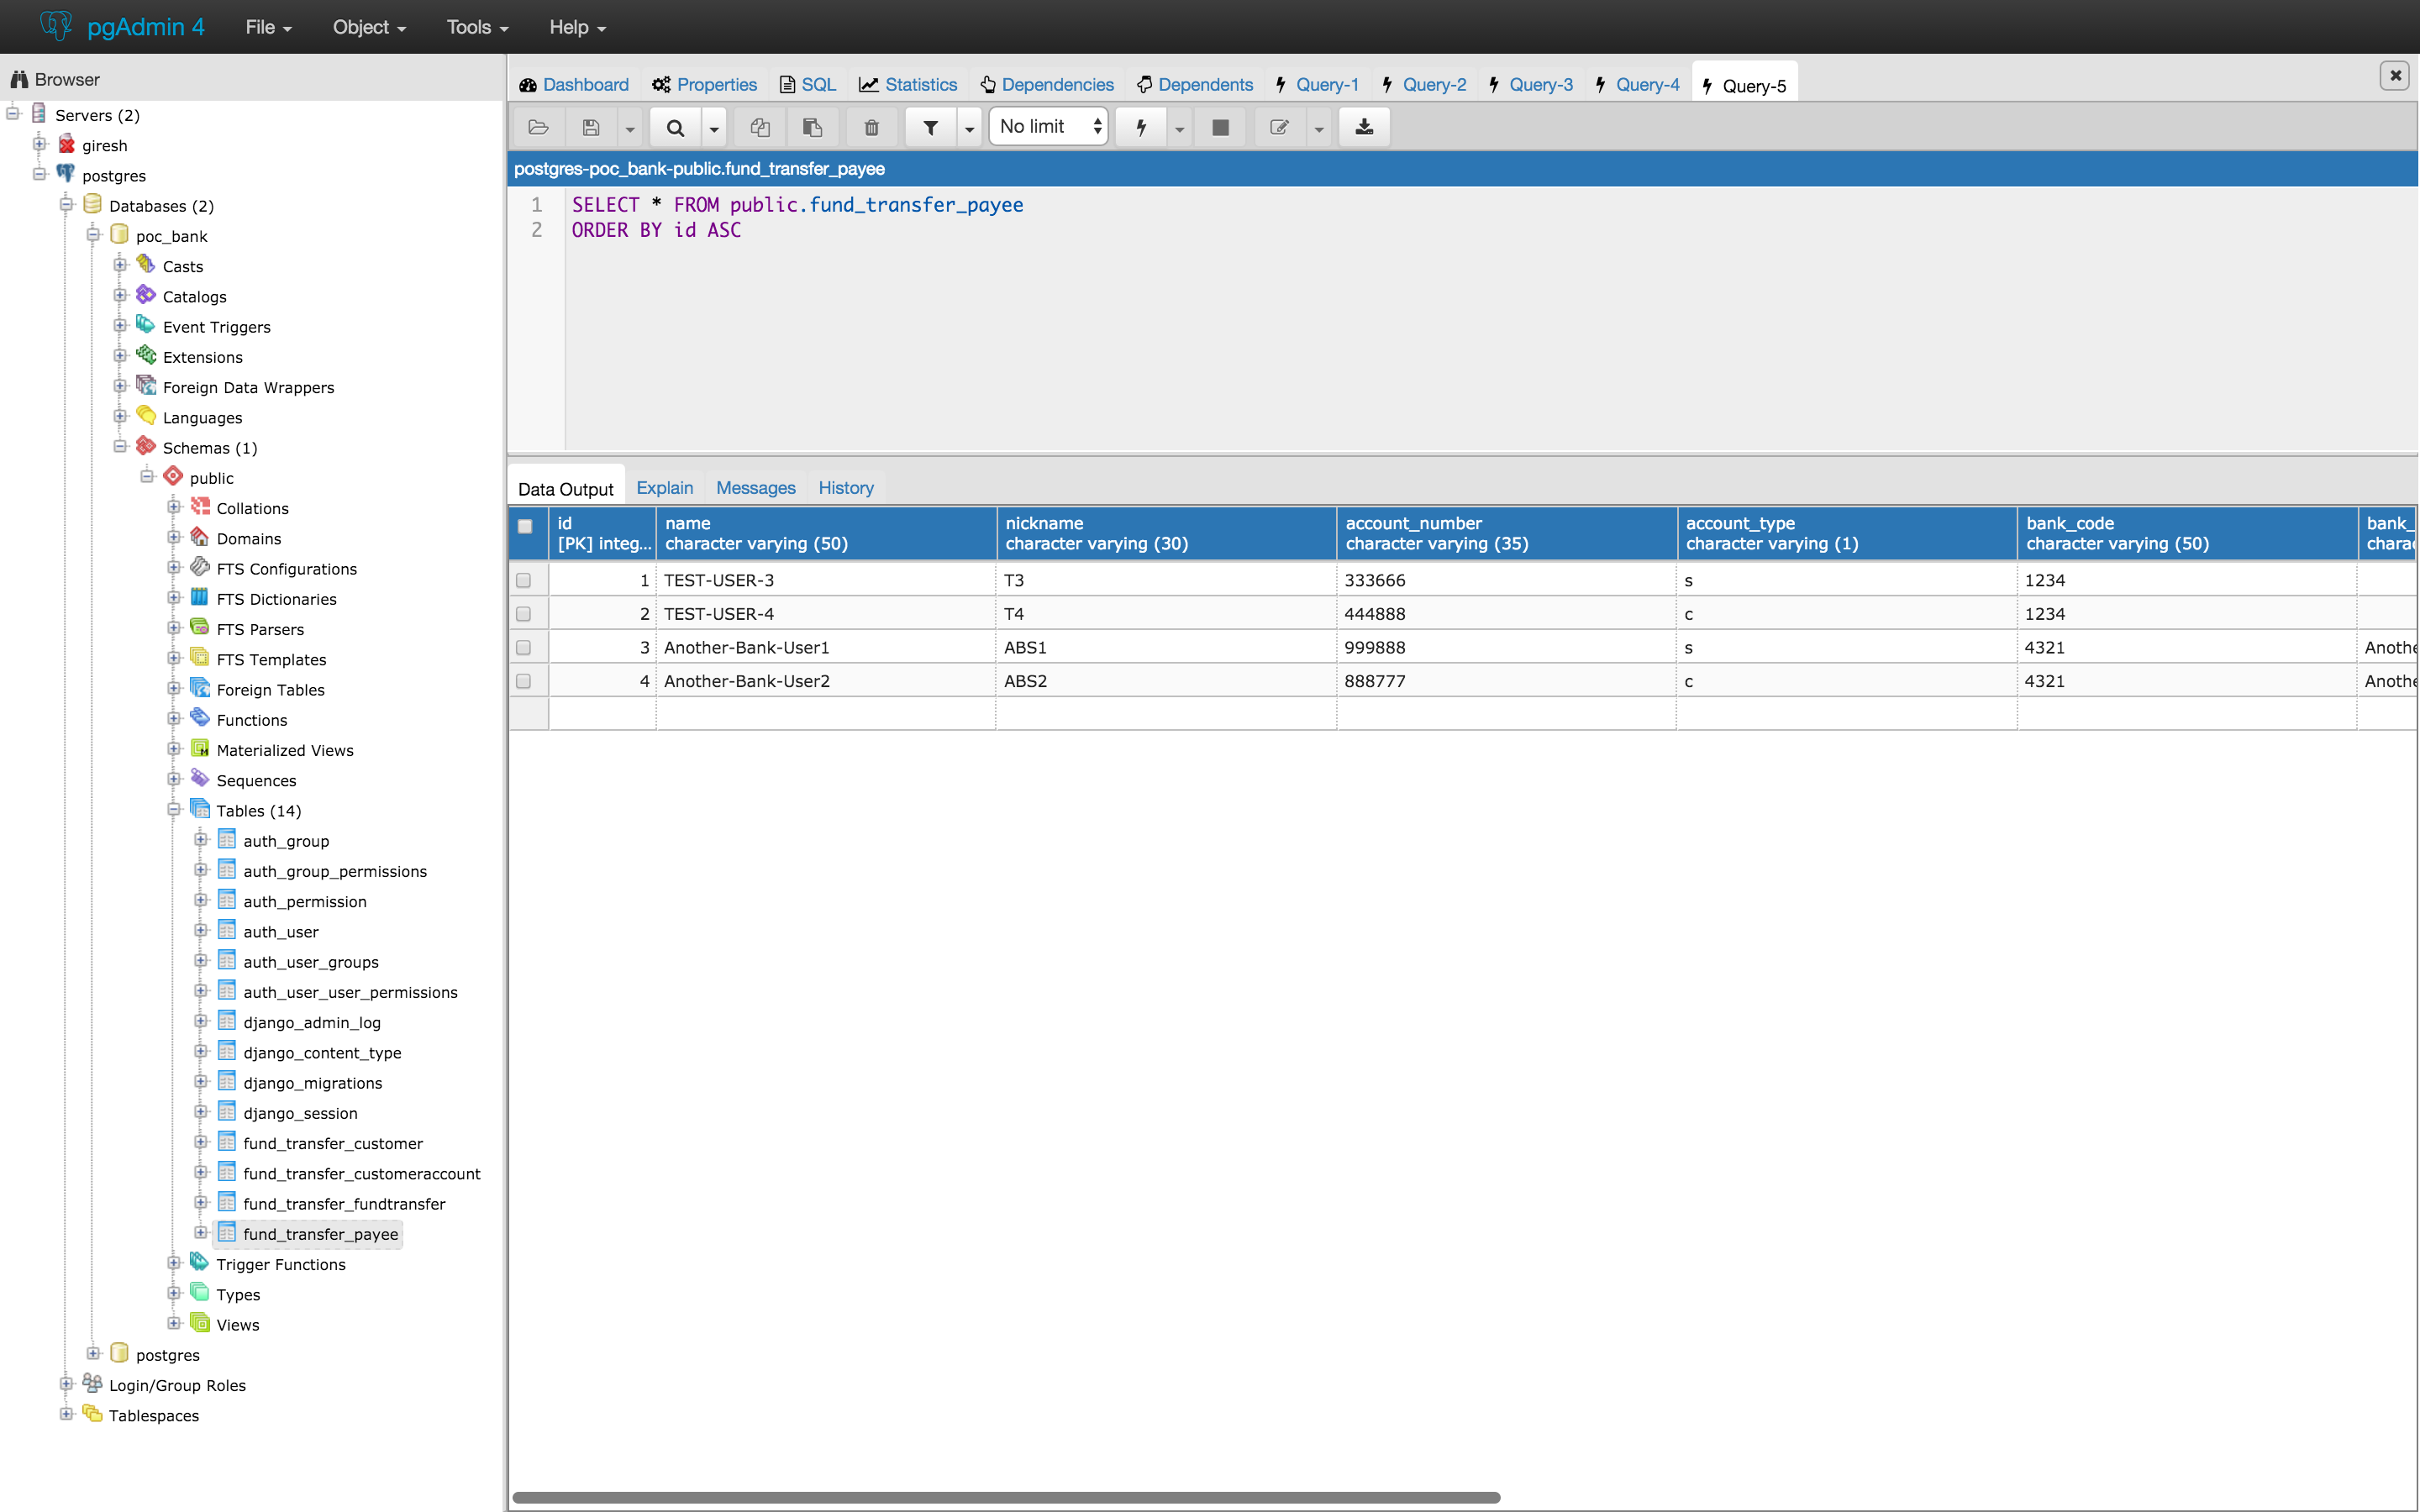 pgAdmin 4 File Object Tools Help
Browser
Servers (2)
giresh
postgres
Databases (2)
poc_bank
Casts
Catalogs
Event Triggers
Extensions
Foreign Data Wrappers
Languages
Schemas (1)
public
Collations
Domains
FTS Configurations
FTS Dictionaries
FTS Parsers
FTS Templates
Foreign Tables
Functions
Materialized Views
Sequences
Tables (14)
auth_group
auth_group_permissions
auth_permission
auth_user
auth_user_groups
auth_user_user_permissions
django_admin_log
django_content_type
django_migrations
django_session
fund_transfer_customer
fund_transfer_customeraccount
fund_transfer_fundtransfer
fund_transfer_payee
Trigger Functions
Types
Views
postgres
Login/Group Roles
Tablespaces
Dashboard Properties SQL Statistics Dependencies Dependents Query-1 Query-2 Query-3 Query-4 Query-5
No limit
postgres-poc_bank-public.fund_transfer_payee
1 SELECT * FROM public.fund_transfer_payee
2 ORDER BY id ASC
Data Output Explain Messages History
id name nickname account_number account_type bank_code bank_
[PK] integ... character varying (50) character varying (30) character varying (35) character varying (1) character varying (50) chara
1 TEST-USER-3 T3 333666 s 1234
2 TEST-USER-4 T4 444888 c 1234
3 Another-Bank-User1 ABS1 999888 s 4321 Anothe
4 Another-Bank-User2 ABS2 888777 c 4321 Anothe